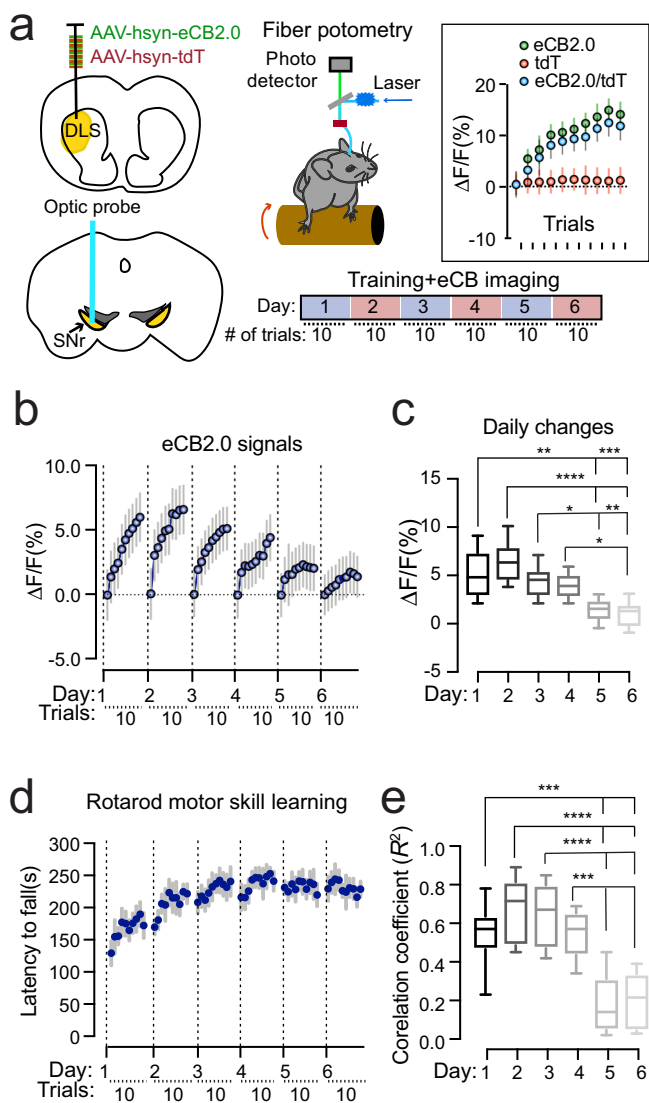 a
AAV-hsyn-eCB2.0
AAV-hsyn-tdT
DLS
Optic probe
SNr
Fiber potometry
Photo
detector
Laser
eCB2.0
tdT
eCB2.0/tdT
ΔF/F(%)
20
10
0
-10
Trials
Training+eCB imaging
Day: 1 2 3 4 5 6
# of trials: 10 10 10 10 10 10
b
eCB2.0 signals
ΔF/F(%)
10.0
5.0
0.0
-5.0
Day: 1 2 3 4 5 6
Trials: 10 10 10 10 10 10
c
Daily changes
** ***
****
* **
*
ΔF/F(%)
15
10
5
0
-5
Day: 1 2 3 4 5 6
d
Rotarod motor skill learning
Latency to fall(s)
300
250
200
150
100
50
0
Day: 1 2 3 4 5 6
Trials: 10 10 10 10 10 10
e
***
****
****
***
Corelation coefficient (R²)
1.0
0.8
0.6
0.4
0.2
0.0
Day: 1 2 3 4 5 6